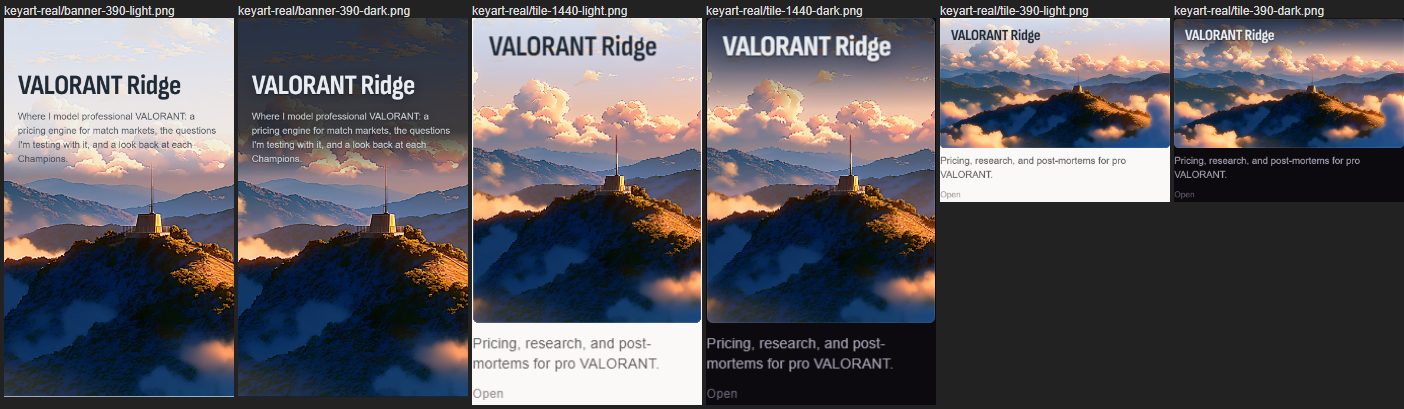 keyart-real/banner-390-light.png
VALORANT Ridge
Where I model professional VALORANT: a
pricing engine for match markets, the questions
I'm testing with it, and a look back at each
Champions.
keyart-real/banner-390-dark.png
VALORANT Ridge
Where I model professional VALORANT: a
pricing engine for match markets, the questions
I'm testing with it, and a look back at each
Champions.
keyart-real/tile-1440-light.png
VALORANT Ridge
Pricing, research, and post-
mortems for pro VALORANT.
Open
keyart-real/tile-1440-dark.png
VALORANT Ridge
Pricing, research, and post-
mortems for pro VALORANT.
Open
keyart-real/tile-390-light.png
VALORANT Ridge
Pricing, research, and post-mortems for pro
VALORANT.
Open
keyart-real/tile-390-dark.png
VALORANT Ridge
Pricing, research, and post-mortems for pro
VALORANT.
Open